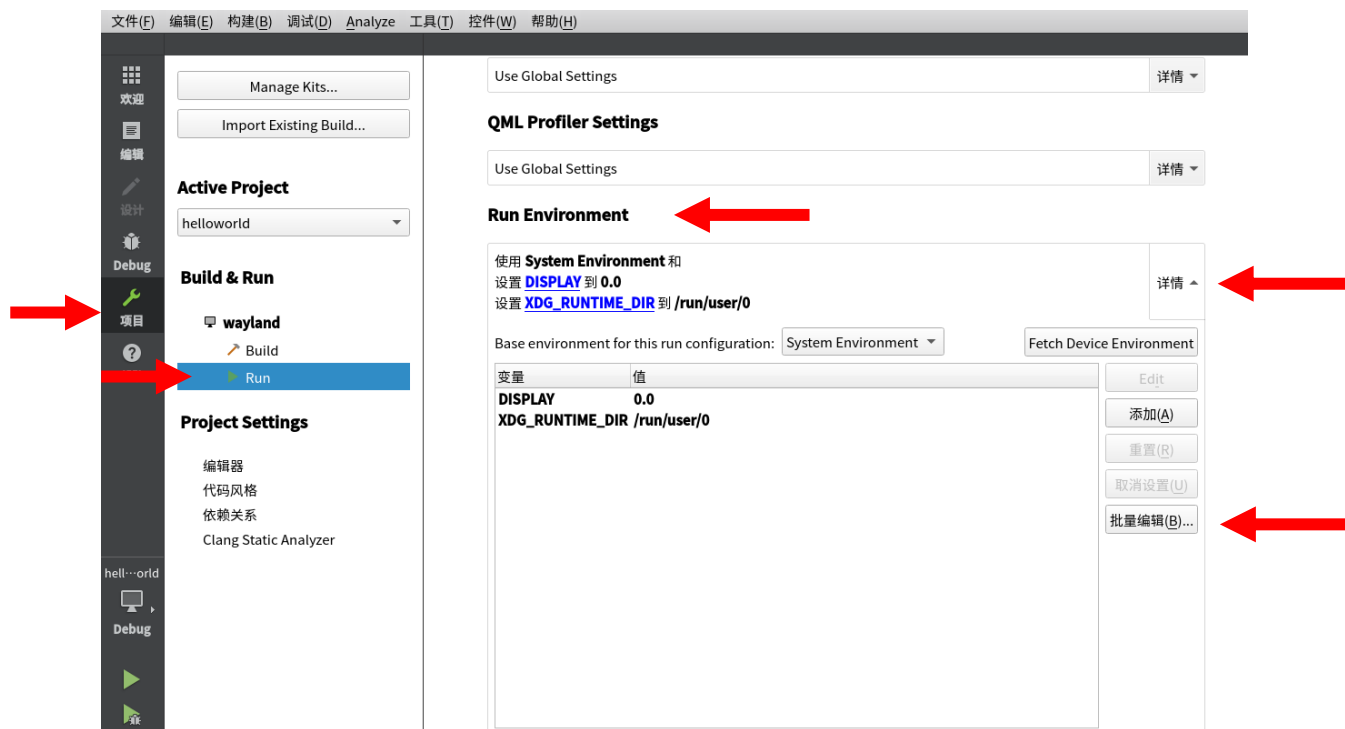 文件(F) 编辑(E) 构建(B) 调试(D) Analyze 工具(T) 控件(W) 帮助(H)
欢迎
编辑
设计
Debug
项目
hell···orld
Debug
Manage Kits...
Import Existing Build...
Active Project
helloworld
Build & Run
wayland
Build
Run
Project Settings
编辑器
代码风格
依赖关系
Clang Static Analyzer
Use Global Settings 详情
QML Profiler Settings
Use Global Settings 详情
Run Environment
使用 System Environment 和
设置 DISPLAY 到 0.0
设置 XDG_RUNTIME_DIR 到 /run/user/0
详情
Base environment for this run configuration: System Environment Fetch Device Environment
变量 值
DISPLAY 0.0
XDG_RUNTIME_DIR /run/user/0
Edit
添加(A)
重置(R)
取消设置(U)
批量编辑(B)...